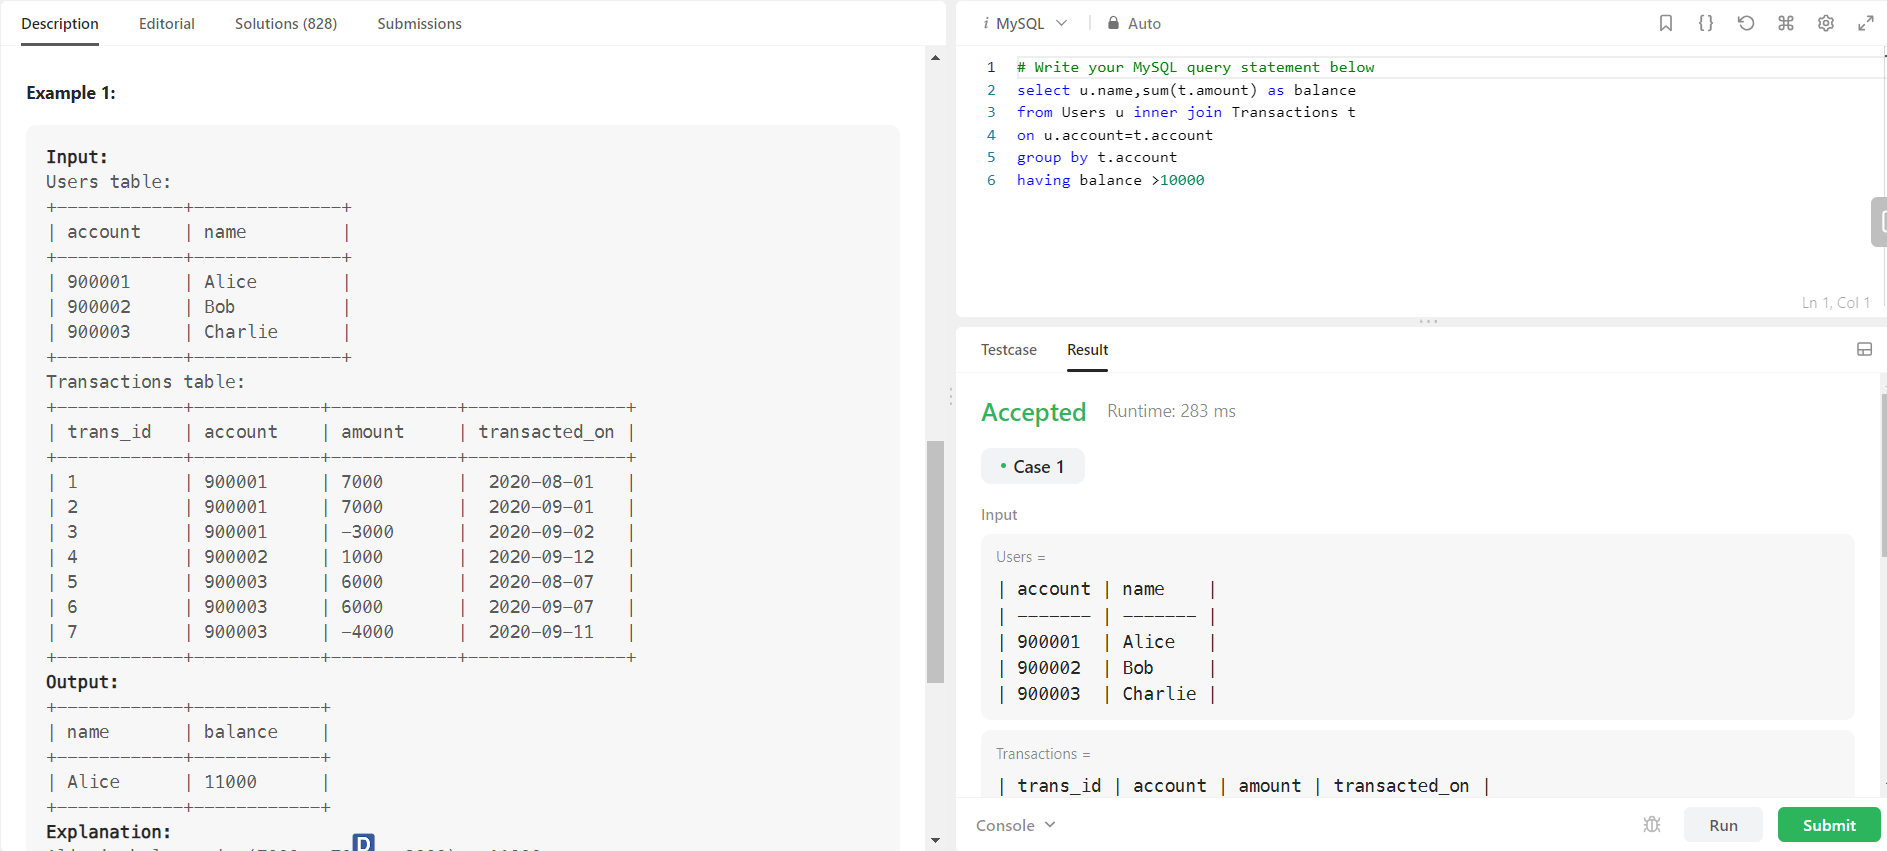 Description Editorial Solutions (828) Submissions
Example 1:
Input:
Users table:
+------------+--------------+
| account    | name         |
+------------+--------------+
| 900001     | Alice        |
| 900002     | Bob          |
| 900003     | Charlie      |
+------------+--------------+
Transactions table:
+------------+------------+------------+---------------+
| trans_id   | account    | amount     | transacted_on |
+------------+------------+------------+---------------+
| 1          | 900001     | 7000       |  2020-08-01   |
| 2          | 900001     | 7000       |  2020-09-01   |
| 3          | 900001     | -3000      |  2020-09-02   |
| 4          | 900002     | 1000       |  2020-09-12   |
| 5          | 900003     | 6000       |  2020-08-07   |
| 6          | 900003     | 6000       |  2020-09-07   |
| 7          | 900003     | -4000      |  2020-09-11   |
+------------+------------+------------+---------------+
Output:
+------------+------------+
| name       | balance    |
+------------+------------+
| Alice      | 11000      |
+------------+------------+
Explanation:
D
i MySQL Auto
1 # Write your MySQL query statement below
2 select u.name,sum(t.amount) as balance
3 from Users u inner join Transactions t
4 on u.account=t.account
5 group by t.account
6 having balance >10000
Ln 1, Col 1
Testcase Result
Accepted Runtime: 283 ms
• Case 1
Input
Users =
| account | name    |
| ------- | ------- |
| 900001  | Alice   |
| 900002  | Bob     |
| 900003  | Charlie |
Transactions =
| trans_id | account | amount | transacted_on |
Console Run Submit